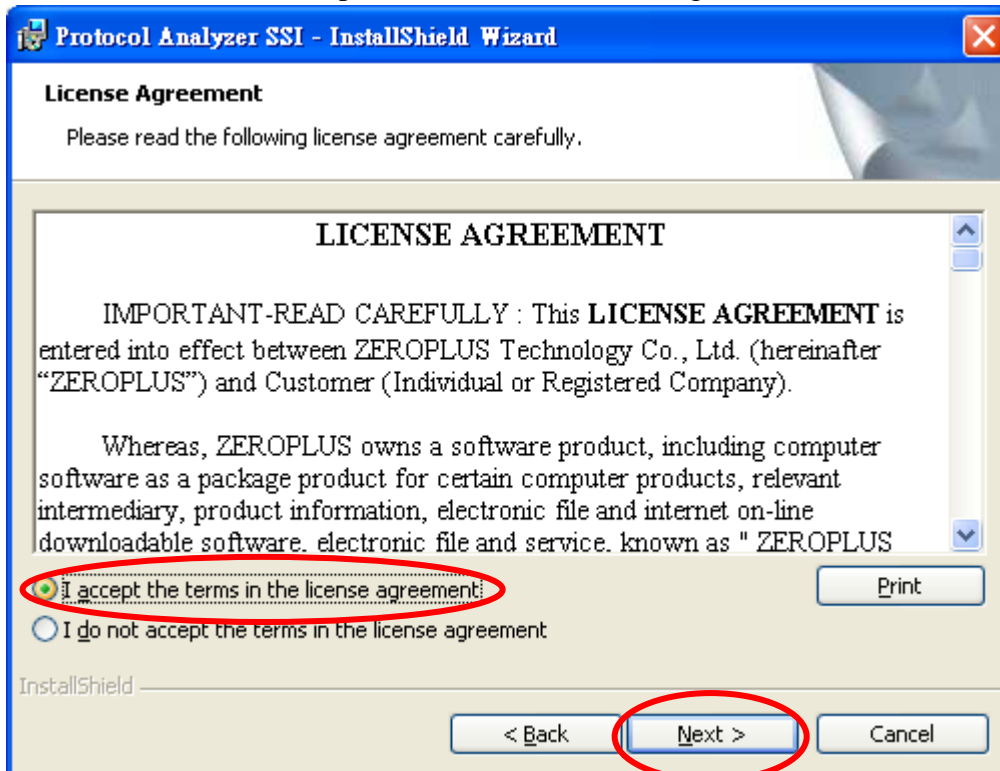 Protocol Analyzer SSI - InstallShield Wizard
License Agreement
Please read the following license agreement carefully.
LICENSE AGREEMENT
IMPORTANT-READ CAREFULLY : This LICENSE AGREEMENT is
entered into effect between ZEROPLUS Technology Co., Ltd. (hereinafter
“ZEROPLUS”) and Customer (Individual or Registered Company).
Whereas, ZEROPLUS owns a software product, including computer
software as a package product for certain computer products, relevant
intermediary, product information, electronic file and internet on-line
downloadable software, electronic file and service, known as " ZEROPLUS
I accept the terms in the license agreement
Print
I do not accept the terms in the license agreement
InstallShield
< Back Next > Cancel